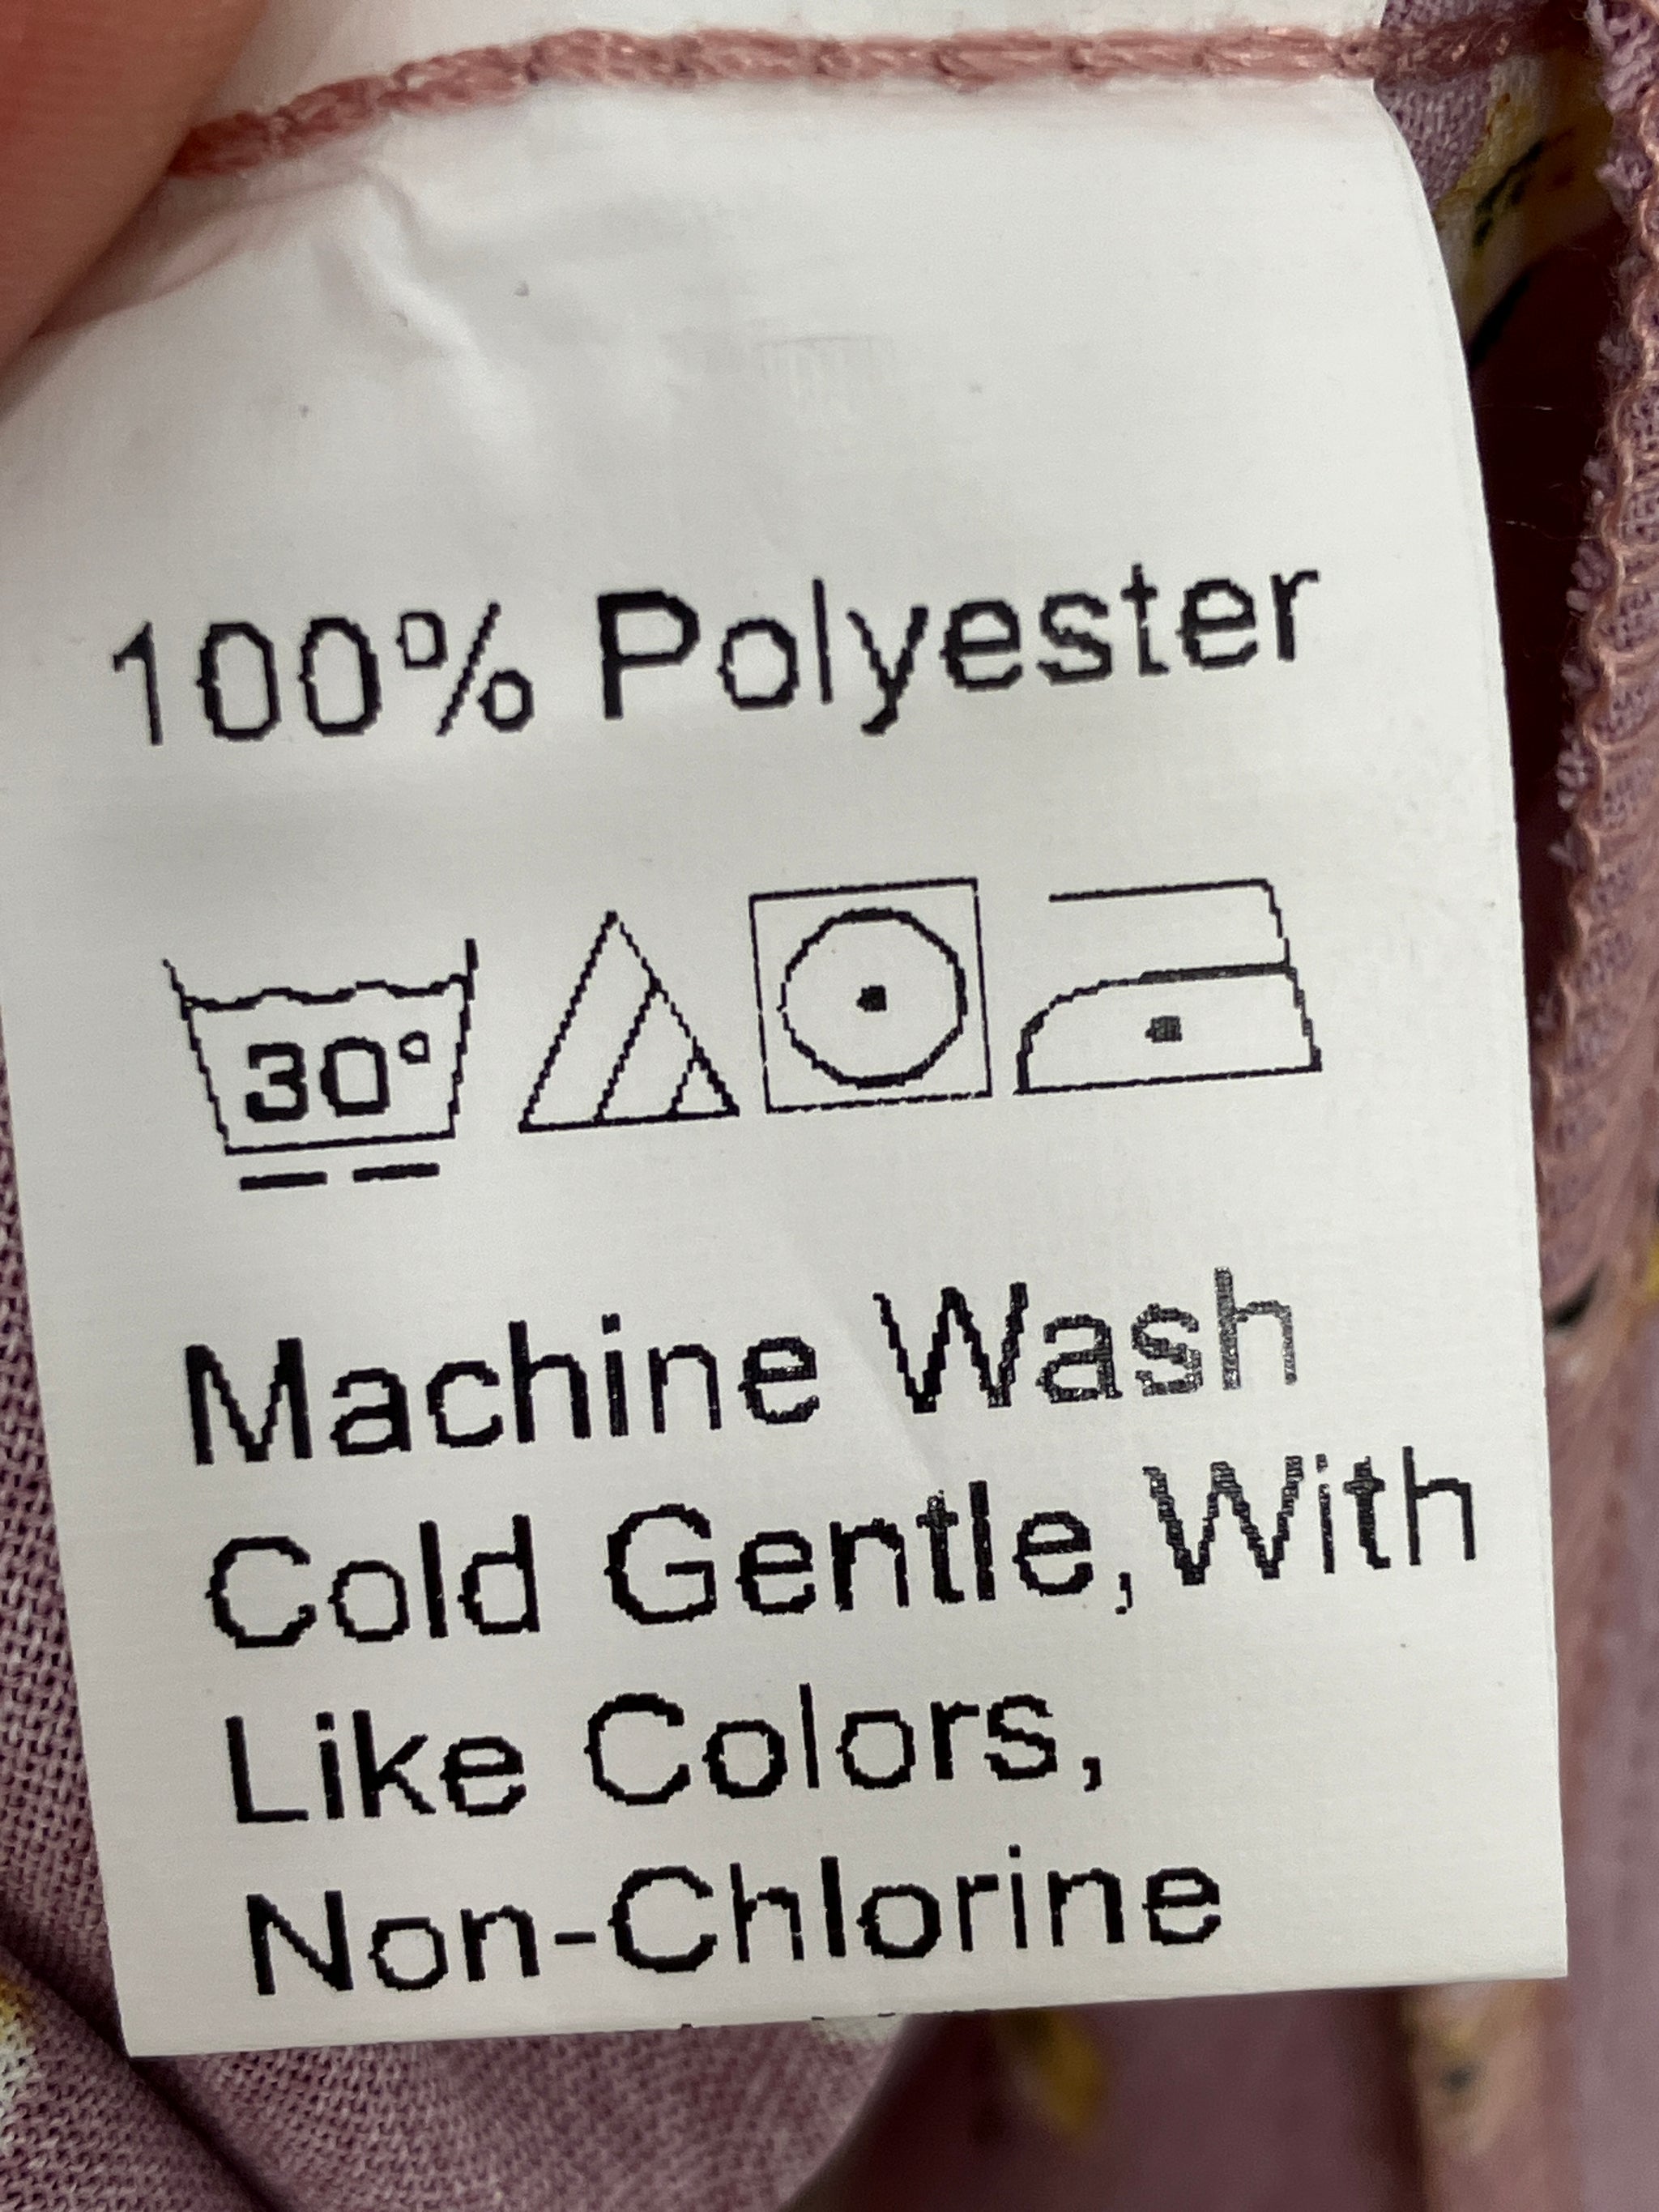 100% Polyester
30°
Machine Wash
Cold Gentle,With
Like Colors,
Non-Chlorine